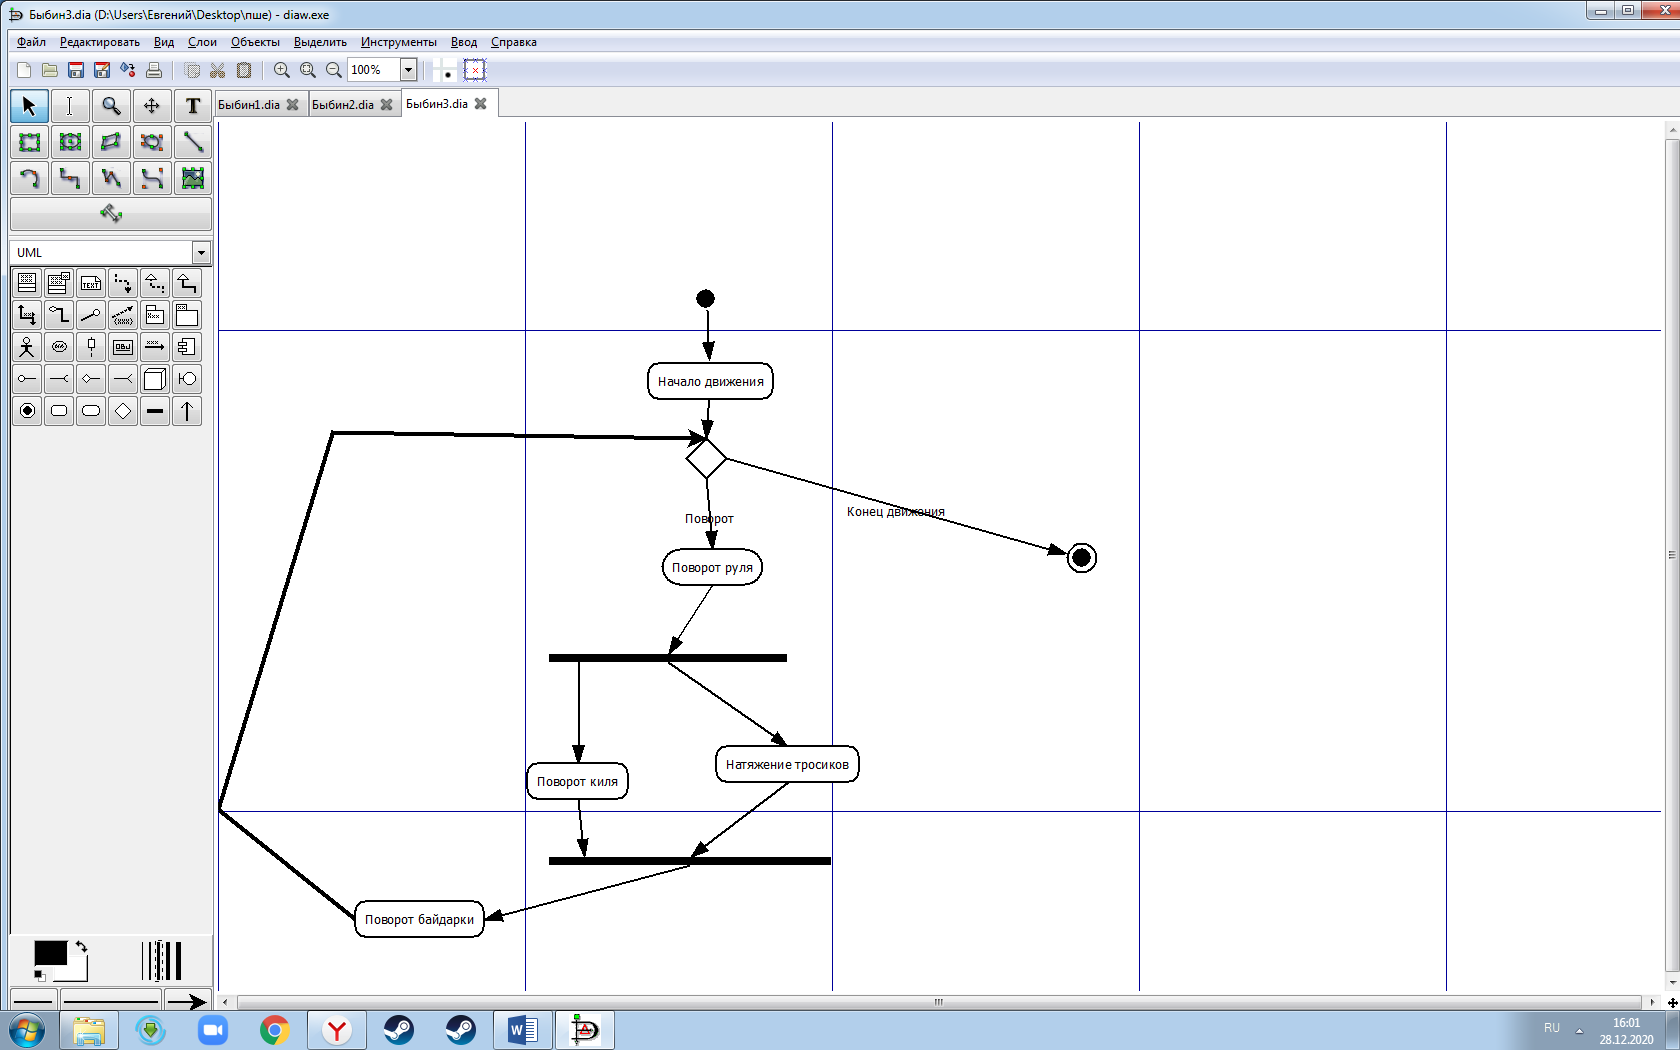 Быбин3.dia (D:\Users\Евгений\Desktop\пше) - diaw.exe
Файл Редактировать Вид Слои Объекты Выделить Инструменты Ввод Справка
100%
T
Быбин1.dia Быбин2.dia Быбин3.dia
UML
TEXT
OBJ
Начало движения
Поворот
Конец движения
Поворот руля
Натяжение тросиков
Поворот киля
Поворот байдарки
RU
16:01
28.12.2020